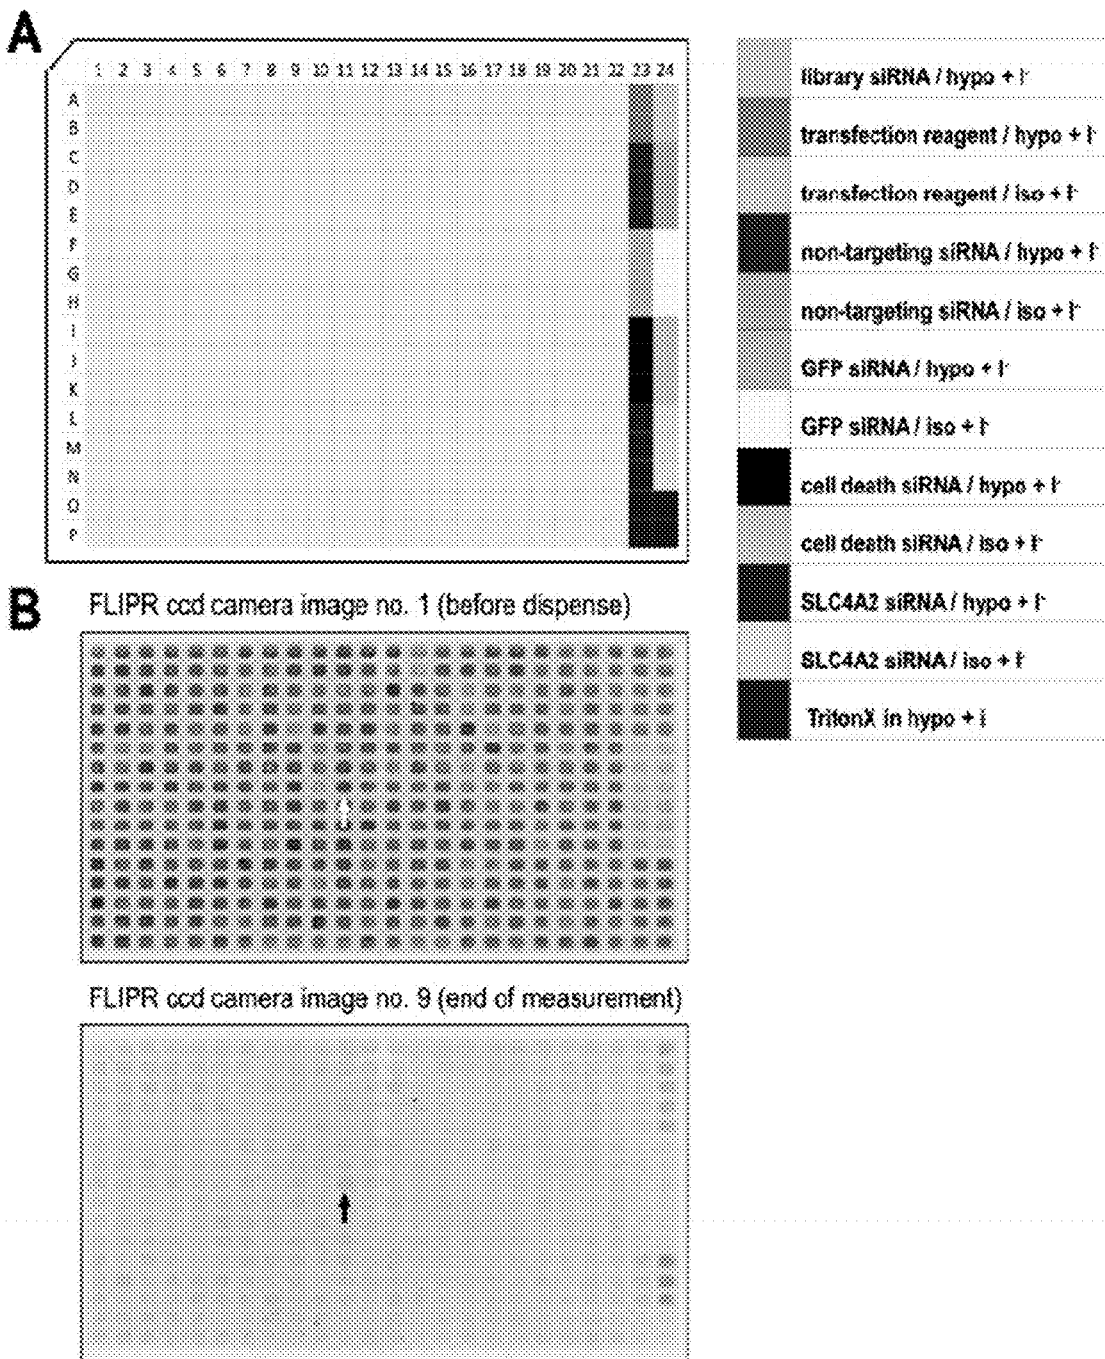 A
1 2 3 4 5 6 7 8 9 10 11 12 13 14 15 16 17 18 19 20 21 22 23 24
A
B
C
D
E
F
G
H
I
J
K
L
M
N
O
P
library siRNA / hypo + I-
transfection reagent / hypo + I-
transfection reagent / iso + I-
non-targeting siRNA / hypo + I-
non-targeting siRNA / iso + I-
GFP siRNA / hypo + I-
GFP siRNA / iso + I-
cell death siRNA / hypo + I-
cell death siRNA / iso + I-
SLC4A2 siRNA / hypo + I-
SLC4A2 siRNA / iso + I-
TritonX in hypo + I
B
FLIPR ccd camera image no. 1 (before dispense)
FLIPR ccd camera image no. 9 (end of measurement)